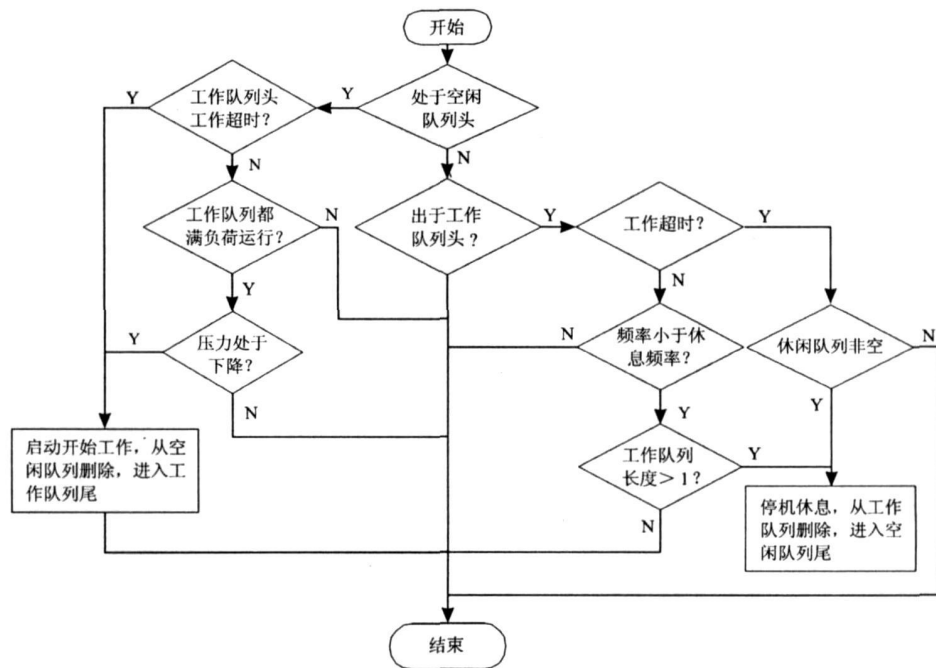 开始
处于空闲
队列头
Y
N
工作队列头
工作超时?
Y
N
工作队列都
满负荷运行?
N
Y
出于工作
队列头?
Y
N
工作超时?
Y
N
压力处于
下降?
Y
N
频率小于休
息频率?
N
Y
休闲队列非空
N
Y
启动开始工作,从空
闲队列删除,进入工
作队列尾
工作队列
长度>1?
Y
N
停机休息,从工作
队列删除,进入空
闲队列尾
结束